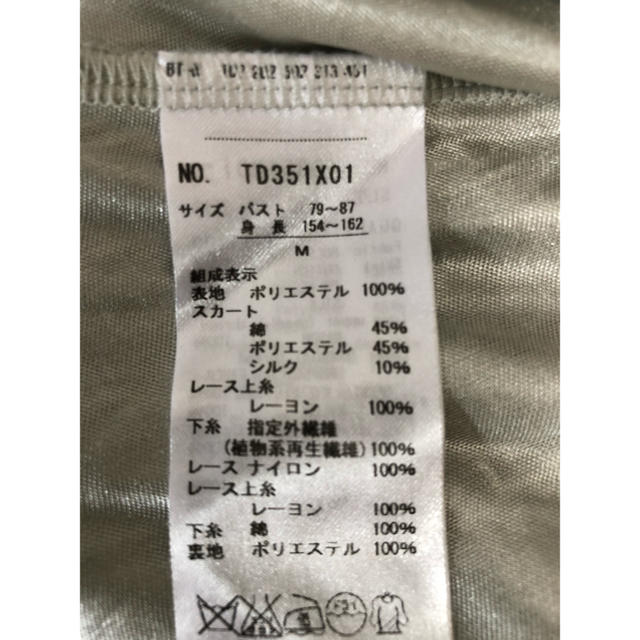 NO. TD351X01
サイズ バスト 79〜87
身長 154〜162
M
組成表示
表地 ポリエステル 100%
スカート
綿 45%
ポリエステル 45%
シルク 10%
レース上糸
レーヨン 100%
下糸 指定外繊維
(植物系再生繊維)100%
レース ナイロン 100%
レース上糸
レーヨン 100%
下糸 綿 100%
裏地 ポリエステル 100%